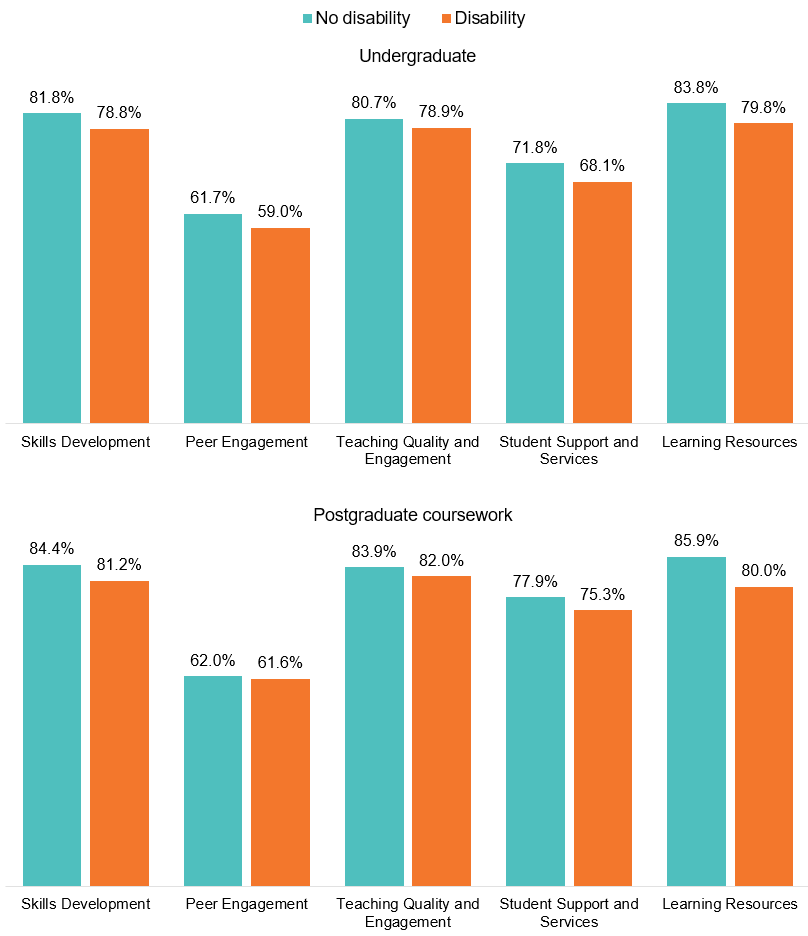 No disability Disability
Undergraduate
81.8% 78.8% 61.7% 59.0% 80.7% 78.9% 71.8% 68.1% 83.8% 79.8%
Skills Development Peer Engagement Teaching Quality and Student Support and Learning Resources
Engagement Services
Postgraduate coursework
84.4% 81.2% 62.0% 61.6% 83.9% 82.0% 77.9% 75.3% 85.9% 80.0%
Skills Development Peer Engagement Teaching Quality and Student Support and Learning Resources
Engagement Services